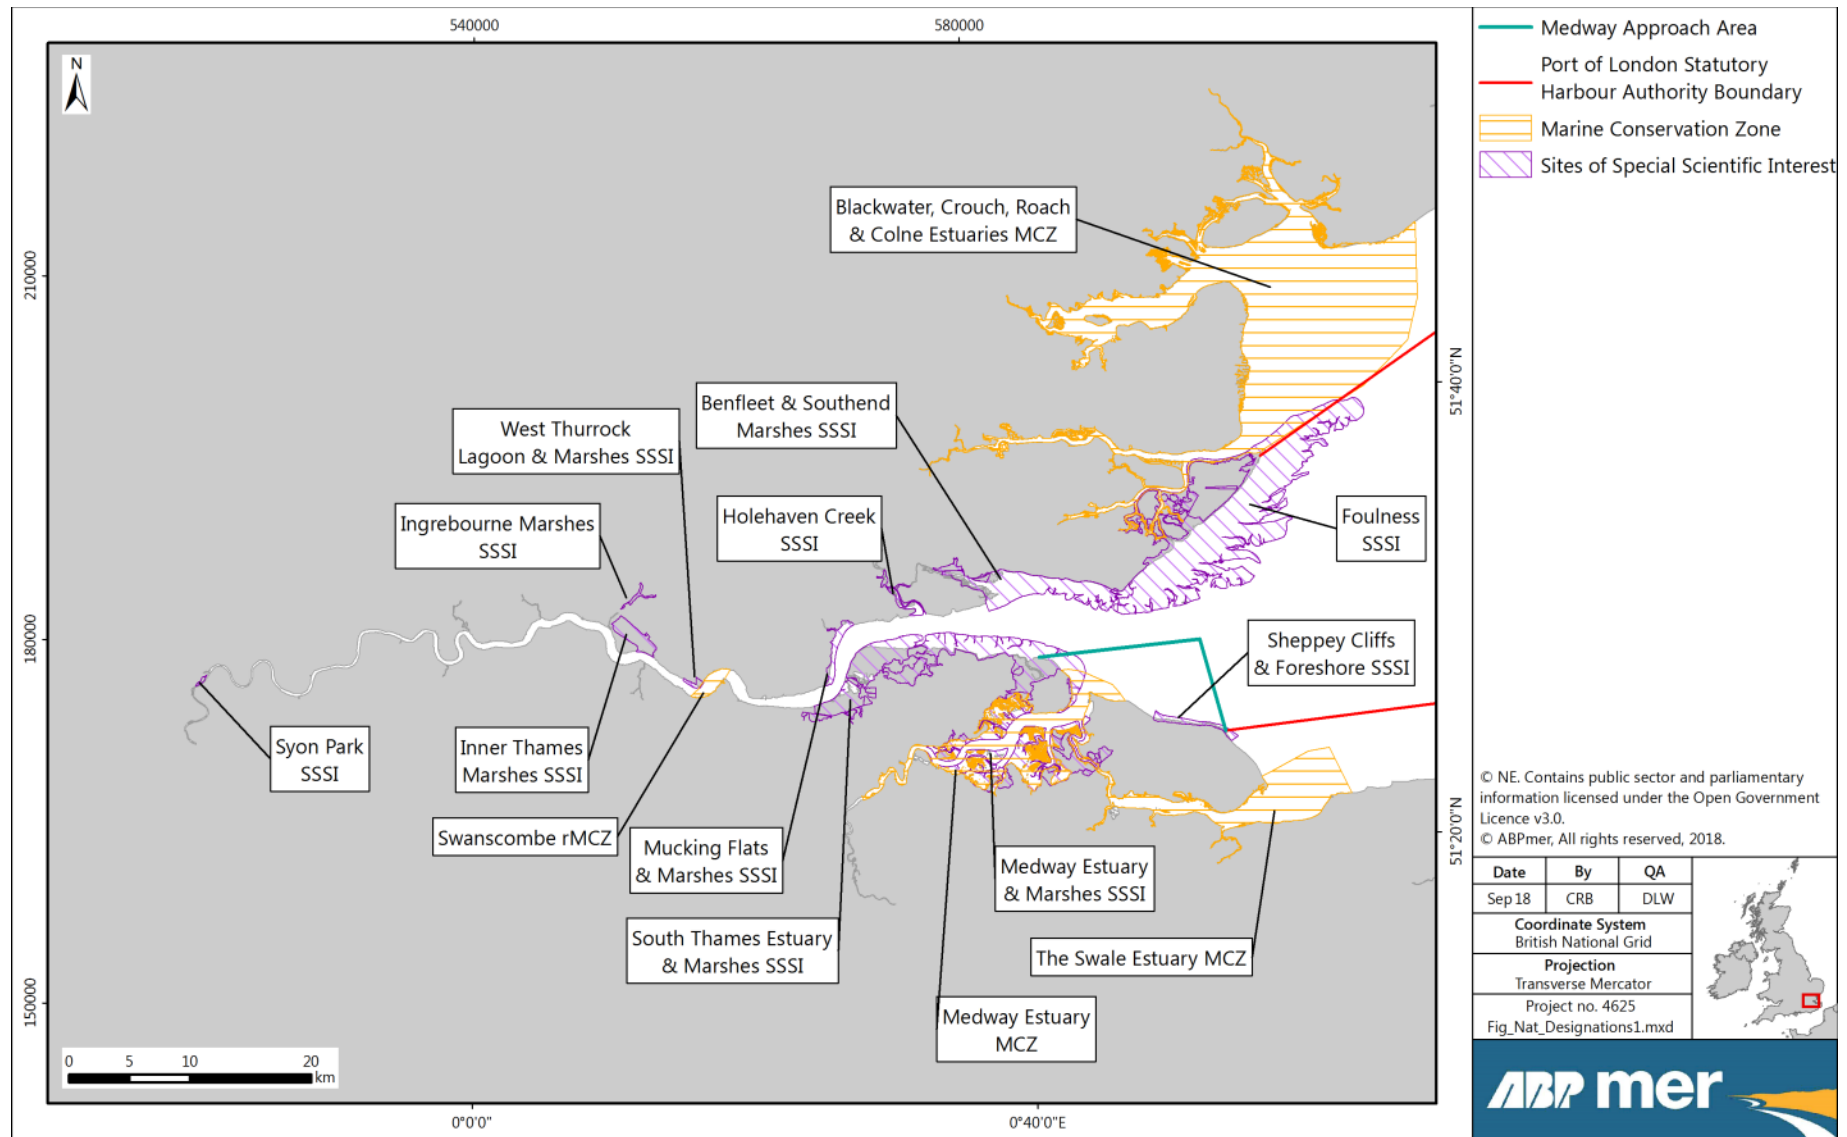 540000
580000
N
210000
180000
150000
51°40'0"N
51°20'0"N
0°0'0"
0°40'0"E
Blackwater, Crouch, Roach
& Colne Estuaries MCZ
Benfleet & Southend
Marshes SSSI
West Thurrock
Lagoon & Marshes SSSI
Ingrebourne Marshes
SSSI
Holehaven Creek
SSSI
Foulness
SSSI
Sheppey Cliffs
& Foreshore SSSI
Syon Park
SSSI
Inner Thames
Marshes SSSI
Swanscombe rMCZ
Mucking Flats
& Marshes SSSI
Medway Estuary
& Marshes SSSI
South Thames Estuary
& Marshes SSSI
The Swale Estuary MCZ
Medway Estuary
MCZ
0 5 10 20
km
Medway Approach Area
Port of London Statutory
Harbour Authority Boundary
Marine Conservation Zone
Sites of Special Scientific Interest
© NE. Contains public sector and parliamentary
information licensed under the Open Government
Licence v3.0.
© ABPmer, All rights reserved, 2018.
Date By QA
Sep 18 CRB DLW
Coordinate System
British National Grid
Projection
Transverse Mercator
Project no. 4625
Fig_Nat_Designations1.mxd
ABP mer